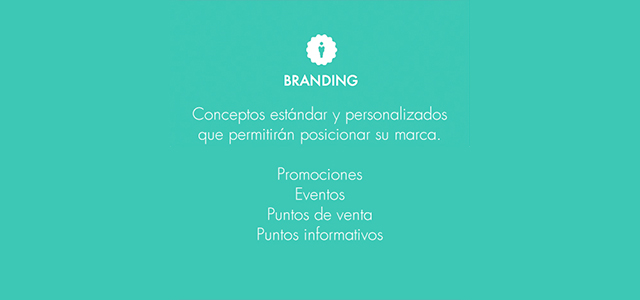 BRANDING
Conceptos estándar y personalizados
que permitirán posicionar su marca.
Promociones
Eventos
Puntos de venta
Puntos informativos